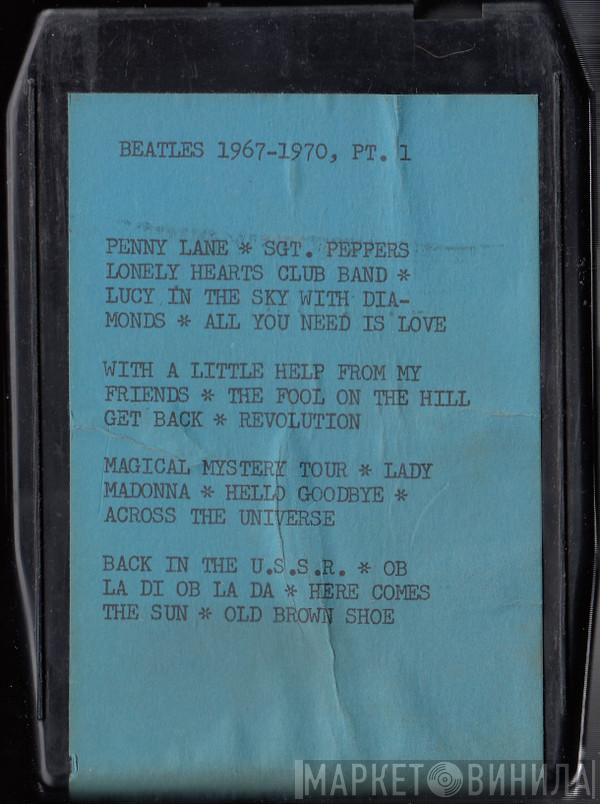 BEATLES 1967-1970, PT. 1
PENNY LANE * SGT. PEPPERS
LONELY HEARTS CLUB BAND *
LUCY IN THE SKY WITH DIA-
MONDS * ALL YOU NEED IS LOVE
WITH A LITTLE HELP FROM MY
FRIENDS * THE FOOL ON THE HILL
GET BACK * REVOLUTION
MAGICAL MYSTERY TOUR * LADY
MADONNA * HELLO GOODBYE *
ACROSS THE UNIVERSE
BACK IN THE U.S.S.R. * OB
LA DI OB LA DA * HERE COMES
THE SUN * OLD BROWN SHOE
МАРКЕТ ВИНИЛА